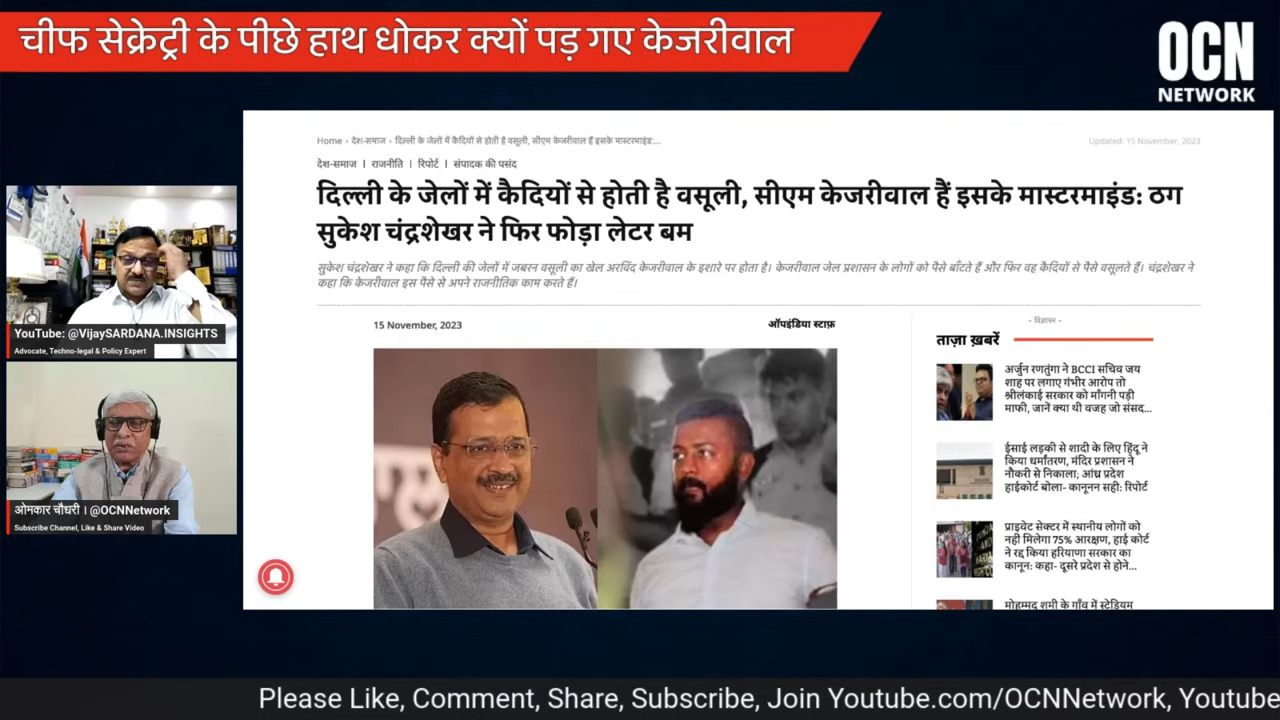 चीफ सेक्रेट्री के पीछे हाथ धोकर क्यों पड़ गए केजरीवाल
OCN
NETWORK
Home › देश-समाज › दिल्ली के जेलों में कैदियों से होती है वसूली, सीएम केजरीवाल हैं इसके मास्टरमाइंड:...
Updated: 15 November, 2023
देश-समाज । राजनीति । रिपोर्ट । संपादक की पसंद
दिल्ली के जेलों में कैदियों से होती है वसूली, सीएम केजरीवाल हैं इसके मास्टरमाइंड: ठग
सुकेश चंद्रशेखर ने फिर फोड़ा लेटर बम
सुकेश चंद्रशेखर ने कहा कि दिल्ली की जेलों में जबरन वसूली का खेल अरविंद केजरीवाल के इशारे पर होता है। केजरीवाल जेल प्रशासन के लोगों को पैसे बाँटते हैं और फिर वह कैदियों से पैसे वसूलते हैं। चंद्रशेखर ने
कहा कि केजरीवाल इस पैसे से अपने राजनीतिक काम करते हैं।
15 November, 2023
ऑपइंडिया स्टाफ़
- विज्ञापन -
ताज़ा ख़बरें
अर्जुन रणतुंगा ने BCCI सचिव जय
शाह पर लगाए गंभीर आरोप तो
श्रीलंकाई सरकार को माँगनी पड़ी
माफी, जानें क्या थी वजह जो संसद...
ईसाई लड़की से शादी के लिए हिंदू ने
किया धर्मांतरण, मंदिर प्रशासन ने
नौकरी से निकाला; आंध्र प्रदेश
हाईकोर्ट बोला- कानूनन सही: रिपोर्ट
प्राइवेट सेक्टर में स्थानीय लोगों को
नही मिलेगा 75% आरक्षण, हाई कोर्ट
ने रद्द किया हरियाणा सरकार का
कानून: कहा- दूसरे प्रदेश से होने...
मोहम्मद शमी के गाँव में स्टेडियम
YouTube: @VijaySARDANA.INSIGHTS
Advocate, Techno-legal & Policy Expert
ओमकार चौधरी । @OCNNetwork
Subscribe Channel, Like & Share Video
Please Like, Comment, Share, Subscribe, Join Youtube.com/OCNNetwork, Youtube